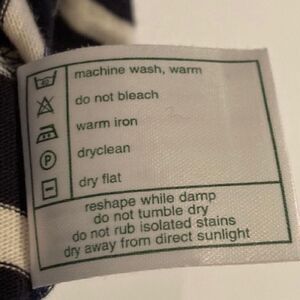 machine wash, warm
do not bleach
warm iron
P dryclean
dry flat
reshape while damp
do not tumble dry
do not rub isolated stains
dry away from direct sunlight